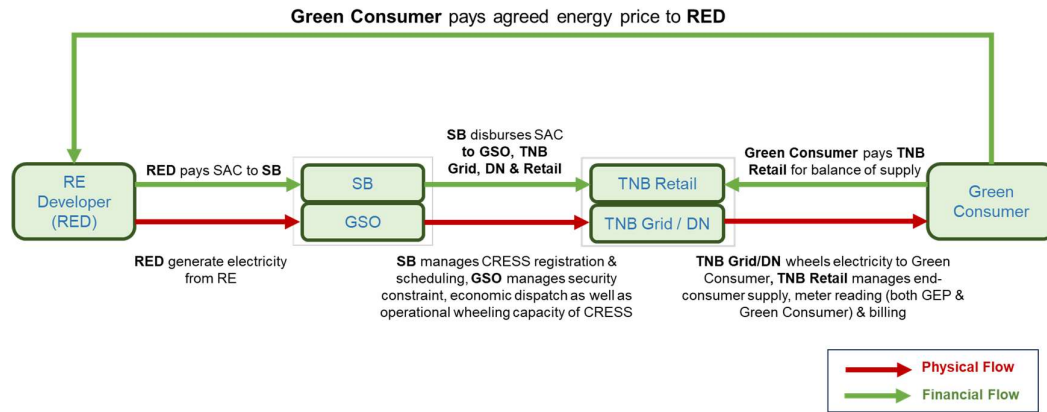 Green Consumer pays agreed energy price to RED
RE
Developer
(RED)
RED pays SAC to SB
SB
GSO
SB disburses SAC
to GSO, TNB
Grid, DN & Retail
TNB Retail
TNB Grid / DN
Green Consumer pays TNB
Retail for balance of supply
Green
Consumer
RED generate electricity
from RE
SB manages CRESS registration &
scheduling, GSO manages security
constraint, economic dispatch as well as
operational wheeling capacity of CRESS
TNB Grid/DN wheels electricity to Green
Consumer, TNB Retail manages end-
consumer supply, meter reading (both GEP &
Green Consumer) & billing
Physical Flow
Financial Flow